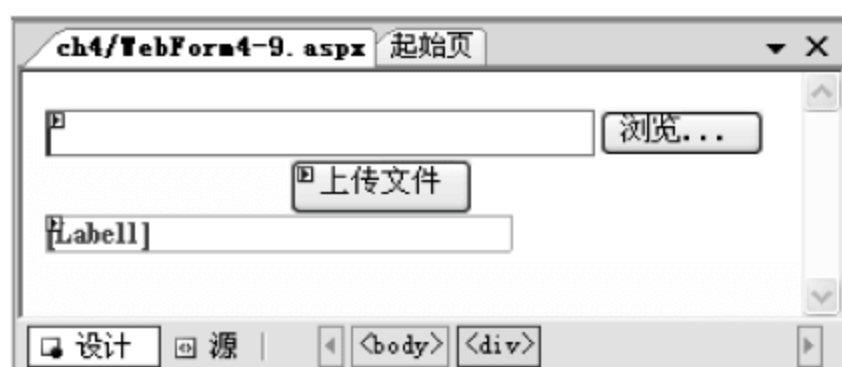 ch4/WebForm4-9.aspx 起始页
浏览...
上传文件
[Label1]
设计 源 <body> <div>